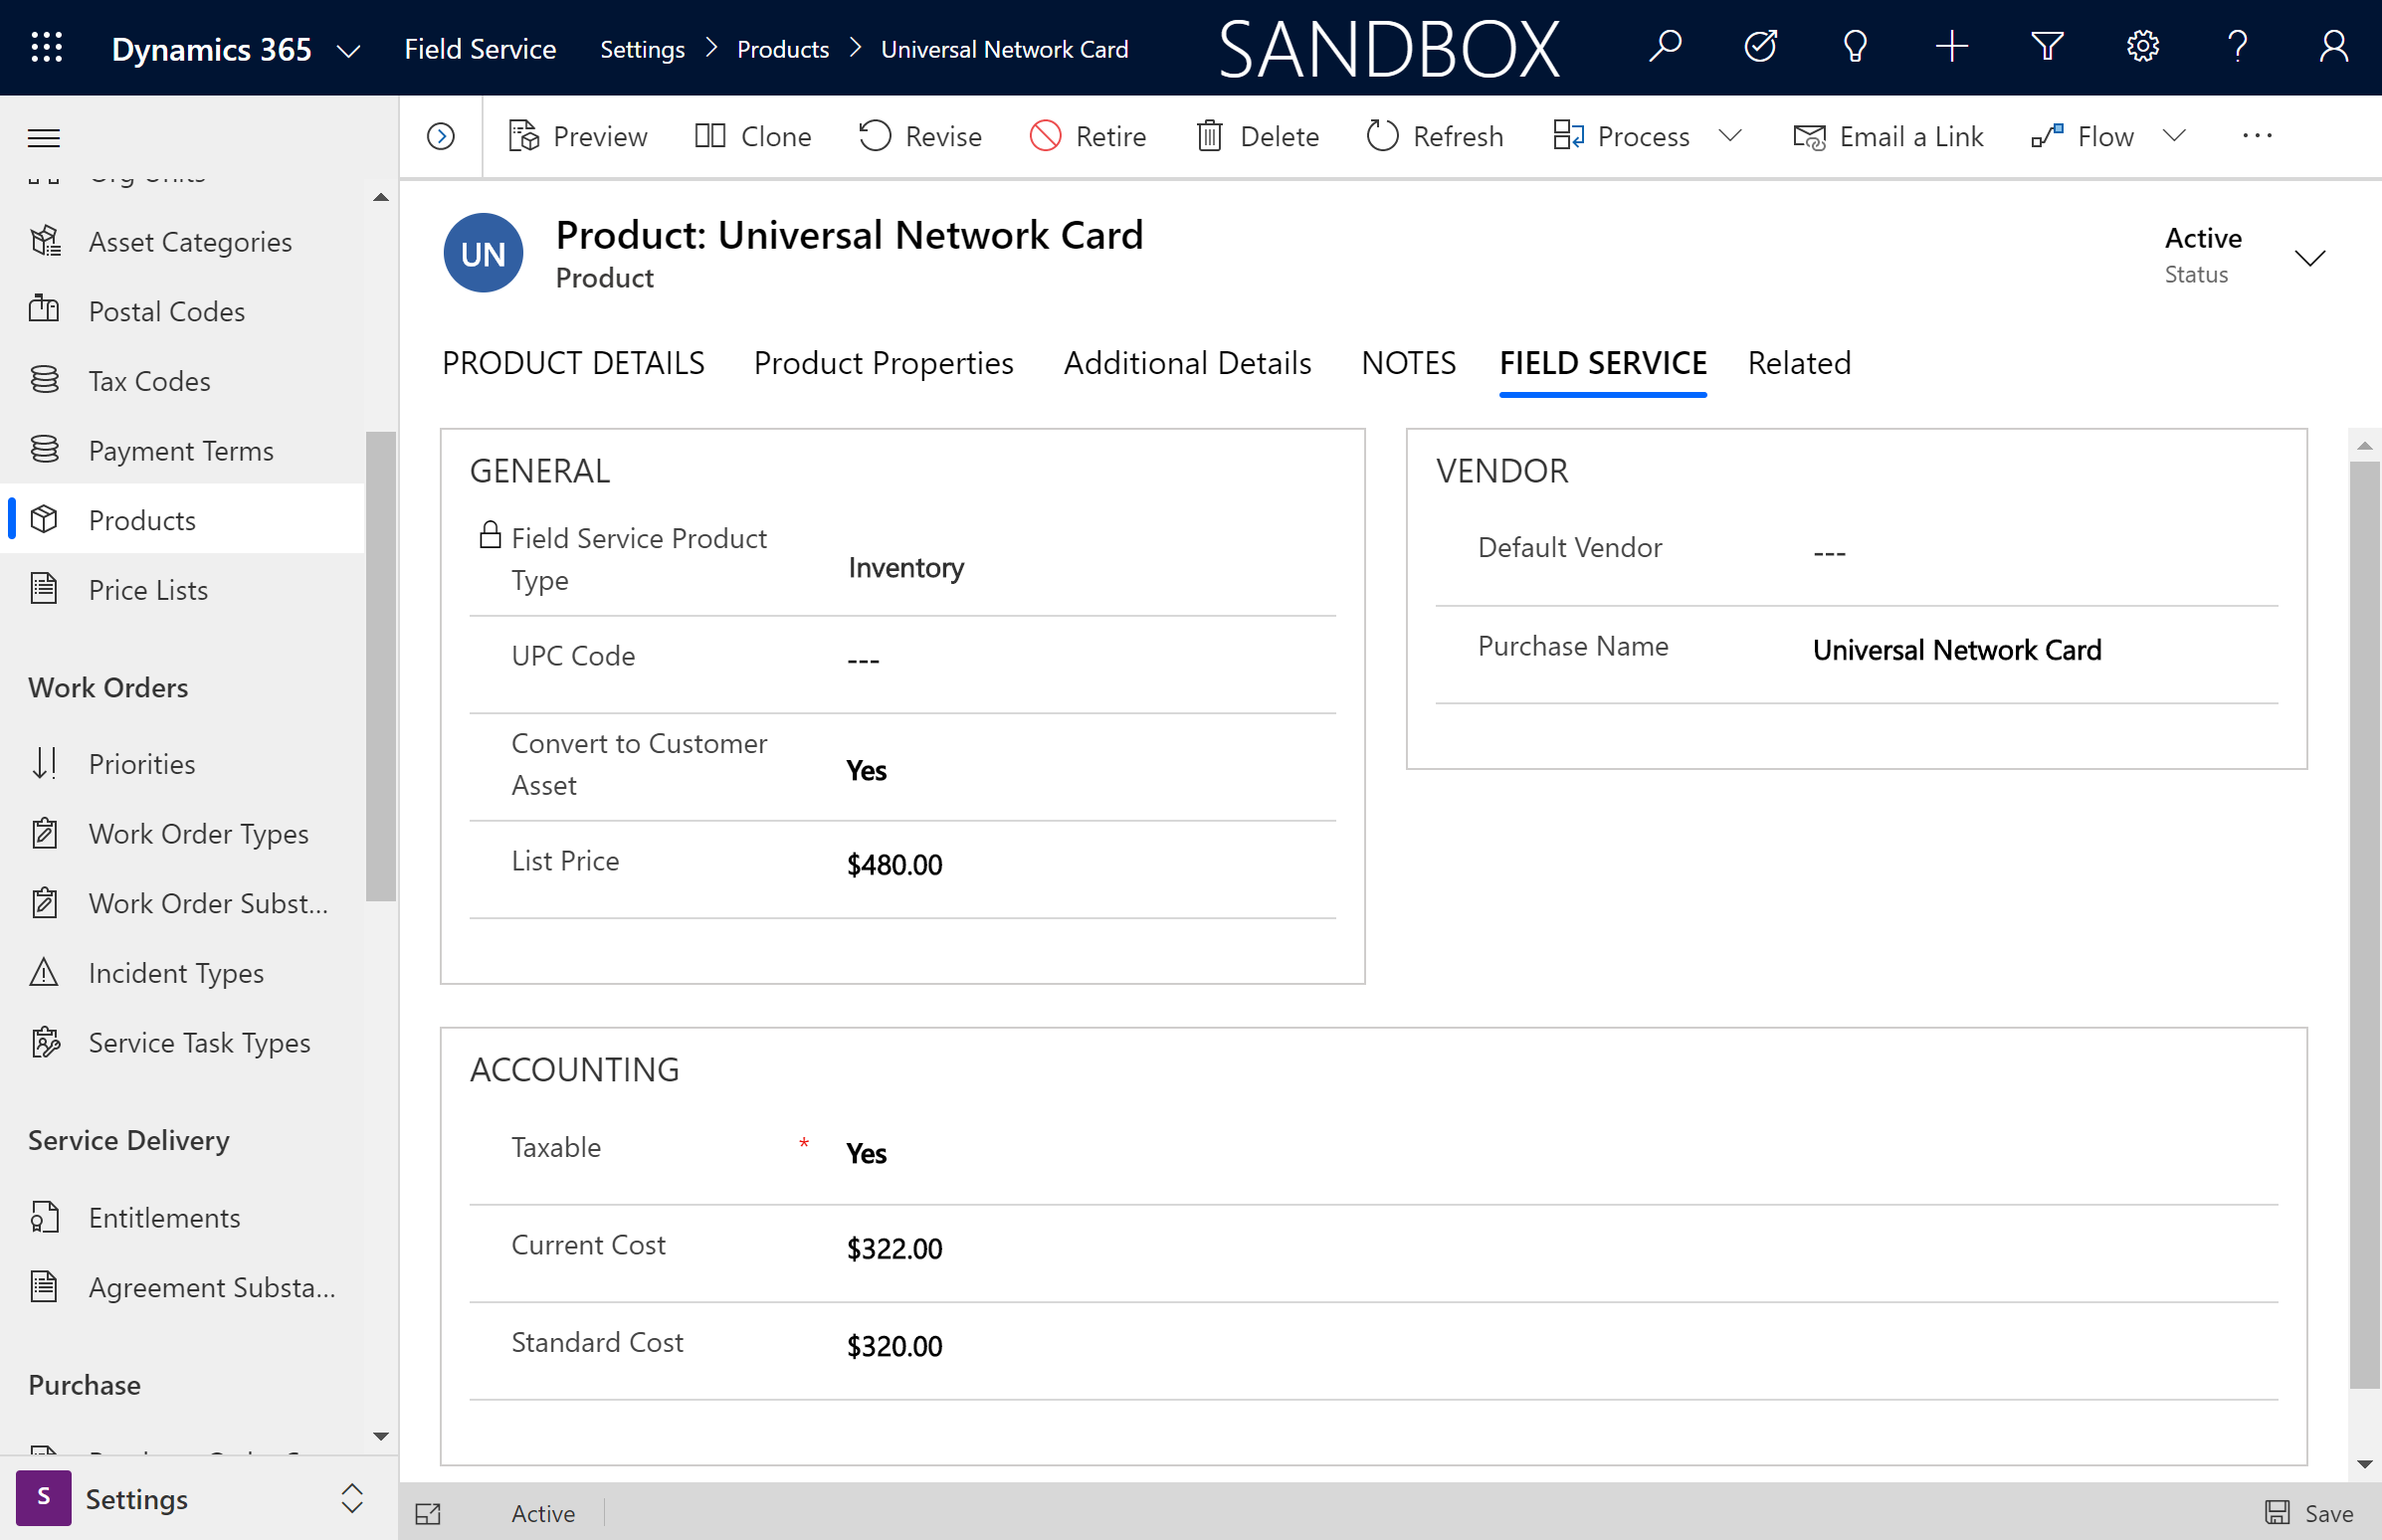 Dynamics 365 Field Service Settings > Products > Universal Network Card SANDBOX
Preview Clone Revise Retire Delete Refresh Process Email a Link Flow ...
Asset Categories
Postal Codes
Tax Codes
Payment Terms
Products
Price Lists
Work Orders
Priorities
Work Order Types
Work Order Subst...
Incident Types
Service Task Types
Service Delivery
Entitlements
Agreement Substa...
Purchase
S Settings
UN
Product: Universal Network Card
Product
Active
Status
PRODUCT DETAILS Product Properties Additional Details NOTES FIELD SERVICE Related
GENERAL
Field Service Product
Type
Inventory
UPC Code ---
Convert to Customer
Asset
Yes
List Price $480.00
VENDOR
Default Vendor ---
Purchase Name Universal Network Card
ACCOUNTING
Taxable * Yes
Current Cost $322.00
Standard Cost $320.00
Active
Save